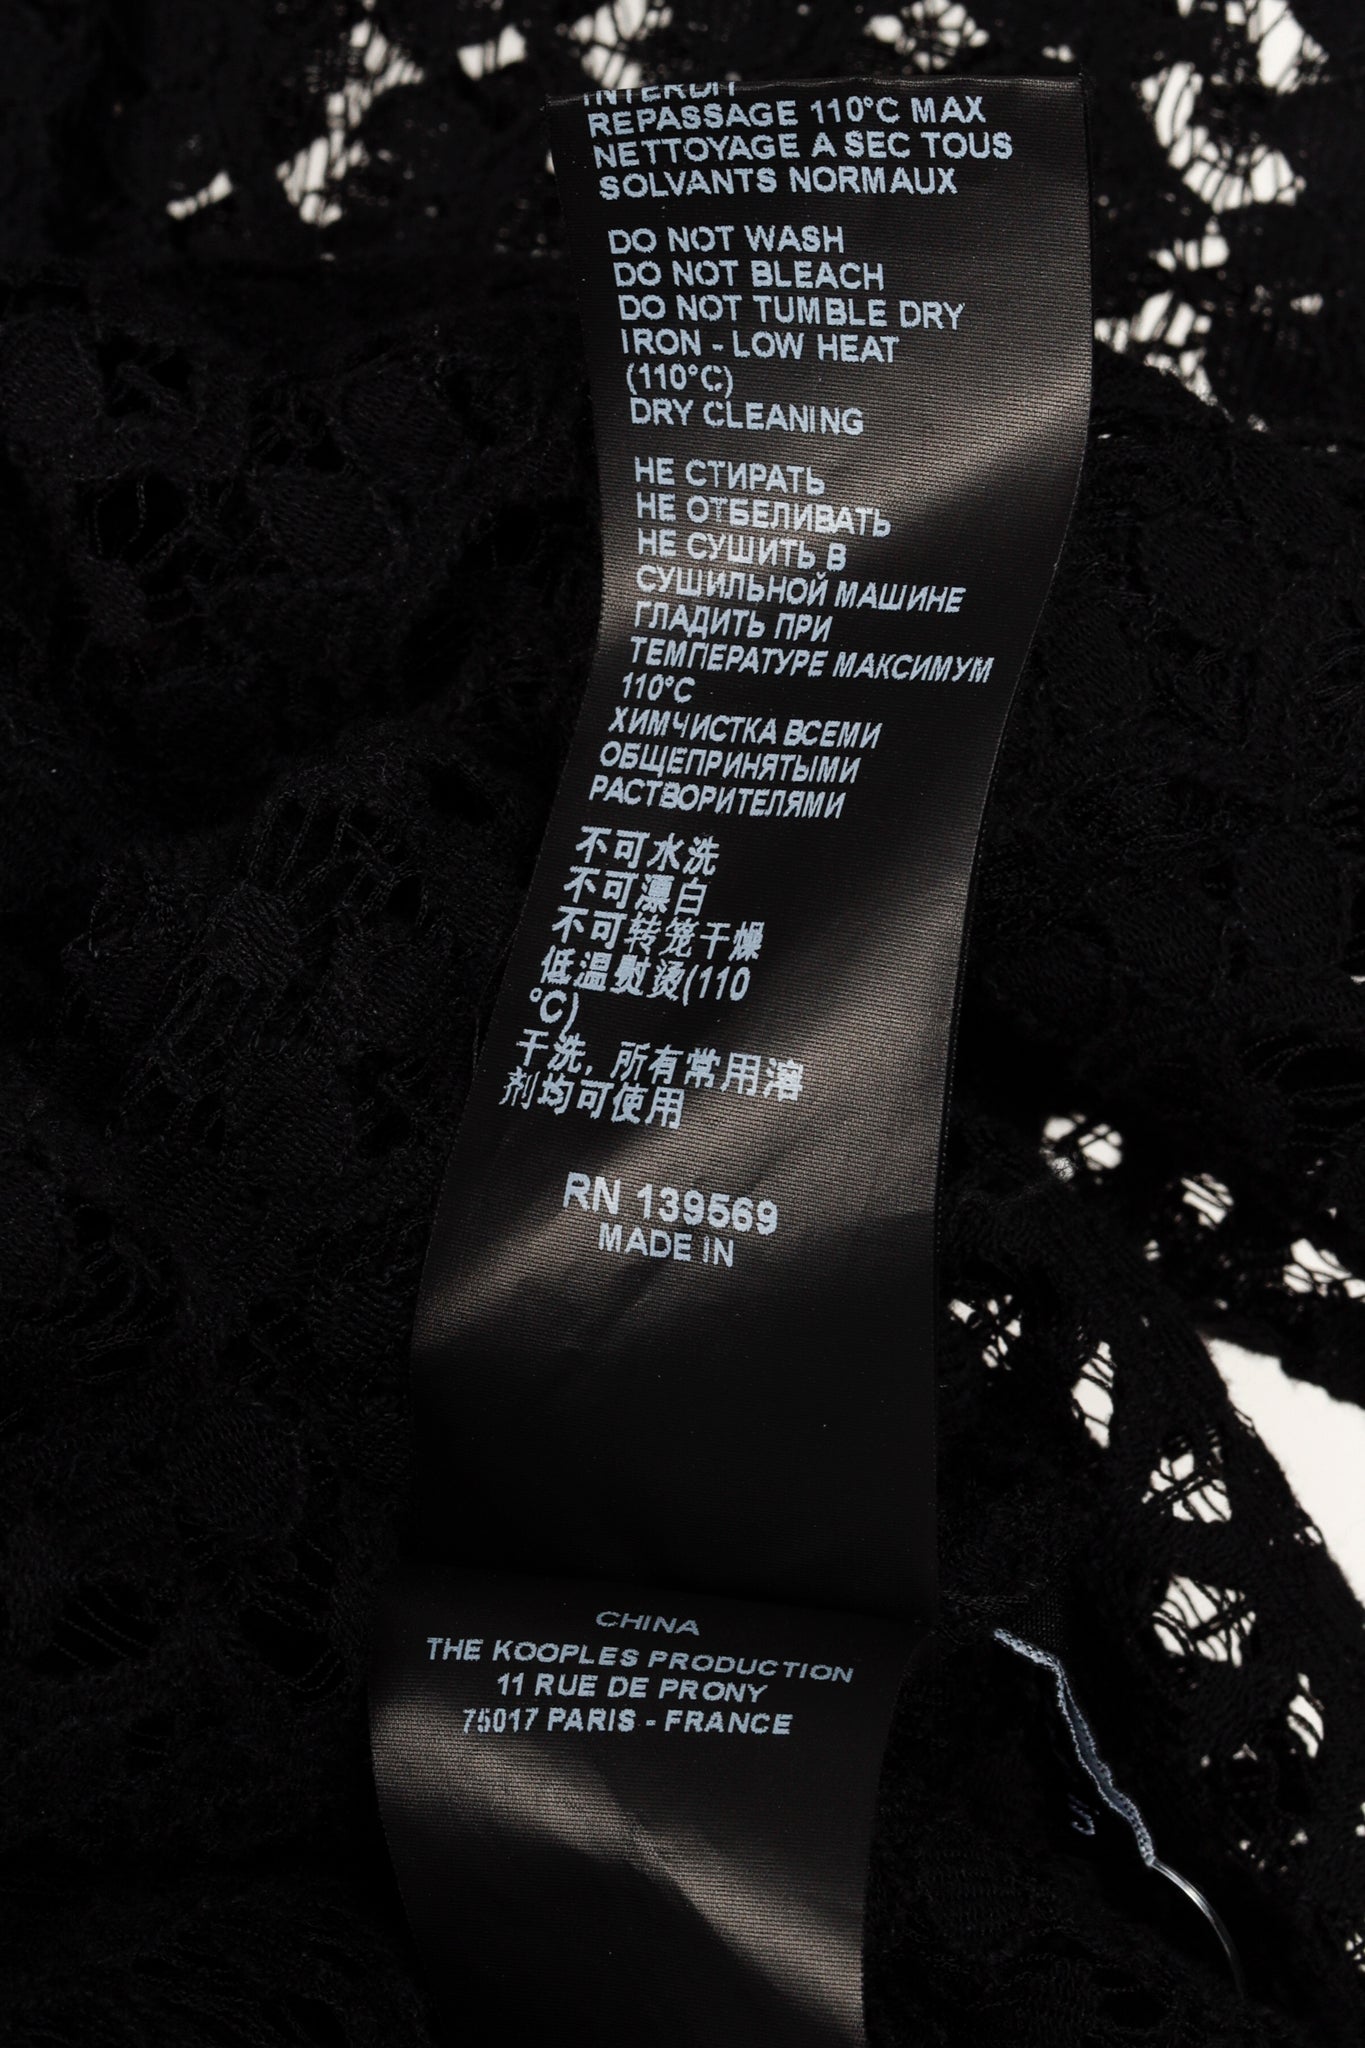 INTERDIT
REPASSAGE 110°C MAX
NETTOYAGE A SEC TOUS
SOLVANTS NORMAUX
DO NOT WASH
DO NOT BLEACH
DO NOT TUMBLE DRY
IRON - LOW HEAT
(110°C)
DRY CLEANING
НЕ СТИРАТЬ
НЕ ОТБЕЛИВАТЬ
НЕ СУШИТЬ В
СУШИЛЬНОЙ МАШИНЕ
ГЛАДИТЬ ПРИ
ТЕМПЕРАТУРЕ МАКСИМУМ
110°C
ХИМЧИСТКА ВСЕМИ
ОБЩЕПРИНЯТЫМИ
РАСТВОРИТЕЛЯМИ
不可水洗
不可漂白
不可转笼干燥
低温熨烫(110
°C)
干洗, 所有常用溶
剂均可使用
RN 139569
MADE IN
CHINA
THE KOOPLES PRODUCTION
11 RUE DE PRONY
75017 PARIS - FRANCE